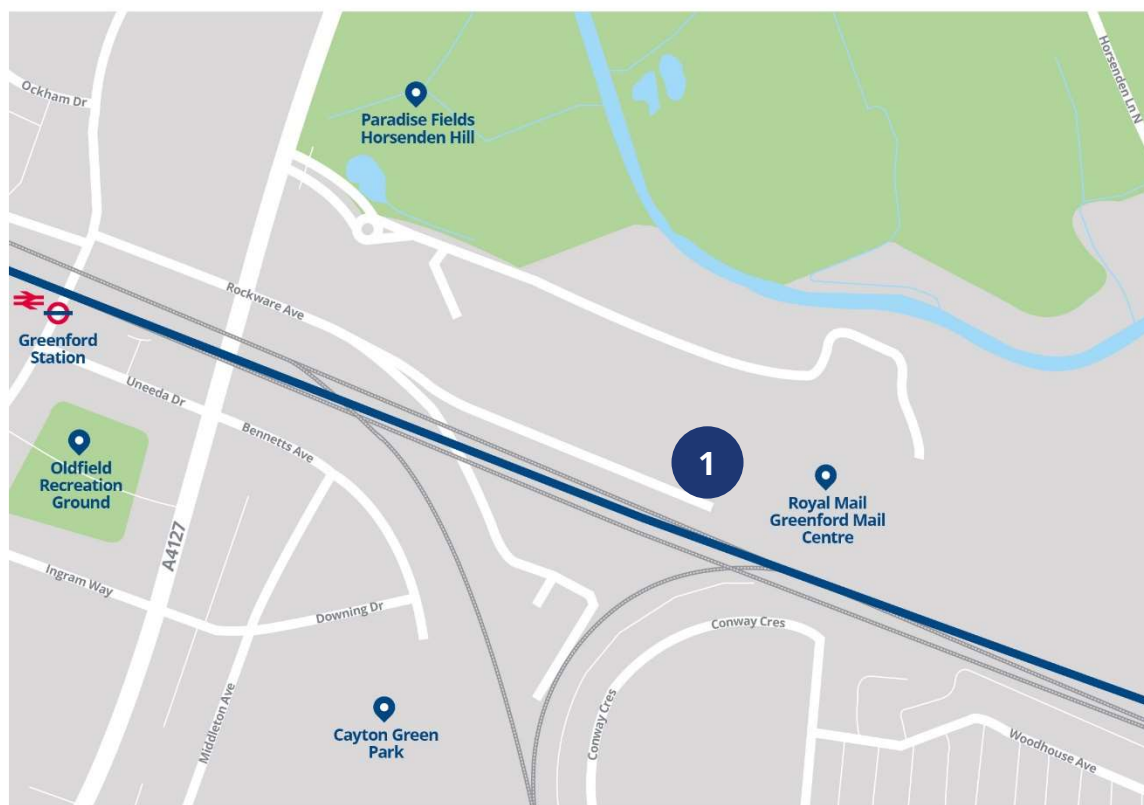 Ockham Dr
Paradise Fields
Horsenden Hill
Horsenden Ln N
Rockware Ave
Greenford
Station
Uneeda Dr
Bennetts Ave
Oldfield
Recreation
Ground
A4127
1
Royal Mail
Greenford Mail
Centre
Ingram Way
Downing Dr
Conway Cres
Middleton Ave
Cayton Green
Park
Conway Cres
Woodhouse Ave